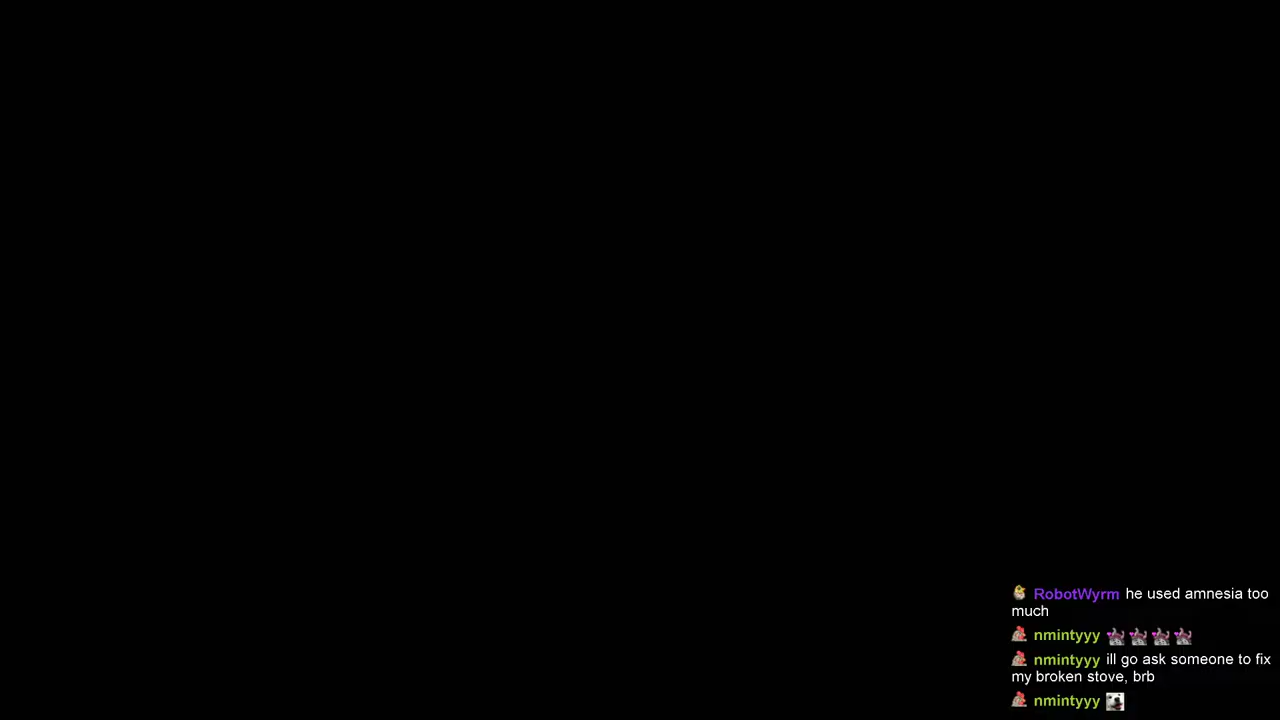 RobotWyrm he used amnesia too
much
nmintyyy
nmintyyy ill go ask someone to fix
my broken stove, brb
nmintyyy